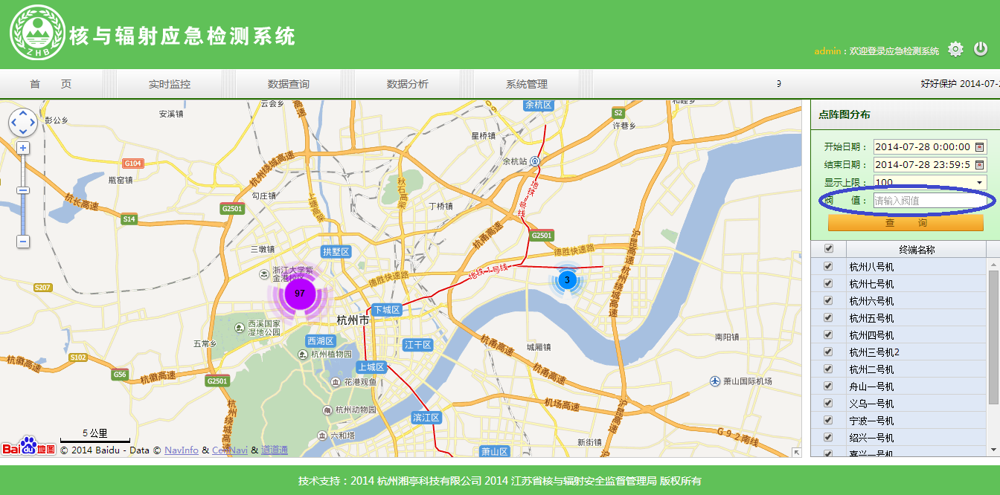 核与辐射应急检测系统
ZHB
admin：欢迎登录应急检测系统
首 页
实时监控
数据查询
数据分析
系统管理
9
好好保护 2014-07-2
彭公乡
安溪镇
云会乡
余杭区
S2
许巷乡
星桥镇
余杭站
G104
瓶窑镇
杭州绕城高速
秋石高架
地铁1号线
勾庄镇
上塘高架
丁桥镇
杭长高速
S14
G2501
杭甬高速
G2501
沪昆高速
三墩镇
拱墅区
德胜快速路
杭州绕城高速
浙江大学紫
金港校区
地铁1号线
德胜快速路
S207
97
3
下城区
杭州市
西溪国家
湿地公园
五常乡
西湖区
江干区
杭甬高速
城厢镇
南阳镇
杭州植物园
S102
杭徽高速
G56
杭徽高速
G2501
上城区
花港观鱼
杭甬高速
萧山国际机场
杭州绕城高速
杭州动物园
滨江区
机场高速
沪昆高速
六和塔
G92南线
新街镇
萧山区
5 公里
Bai du 地图
© 2014 Baidu - Data © NavInfo & CenNavi & 道道通
点阵图分布
开始日期： 2014-07-28 0:00:00
结束日期： 2014-07-28 23:59:5
显示上限： 100
阀 值： 请输入阀值
查 询
终端名称
杭州八号机
杭州七号机
杭州六号机
杭州五号机
杭州四号机
杭州三号机2
杭州二号机
舟山一号机
义乌一号机
宁波一号机
绍兴一号机
嘉兴一号机
技术支持：2014 杭州湘亭科技有限公司 2014 江苏省核与辐射安全监督管理局 版权所有